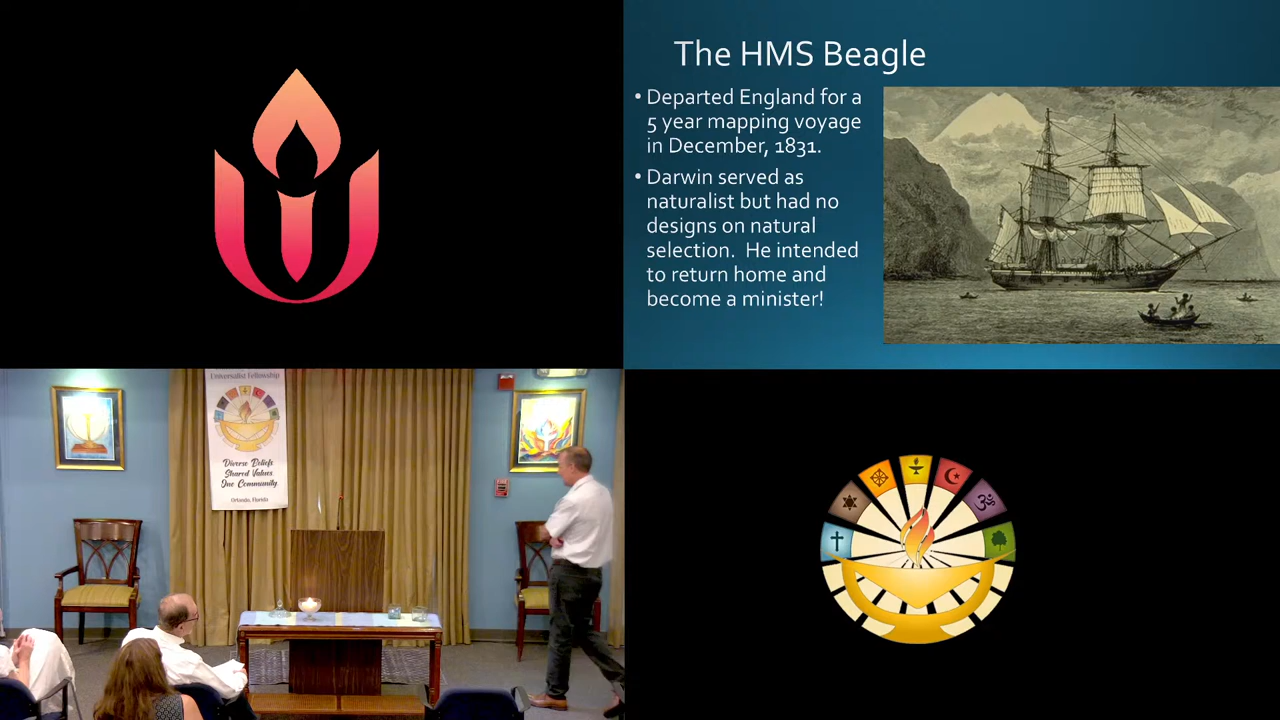 The HMS Beagle
• Departed England for a
5 year mapping voyage
in December, 1831.
• Darwin served as
naturalist but had no
designs on natural
selection. He intended
to return home and
become a minister!
Universalist Fellowship
Diverse Beliefs
Shared Values
One Community
Orlando, Florida